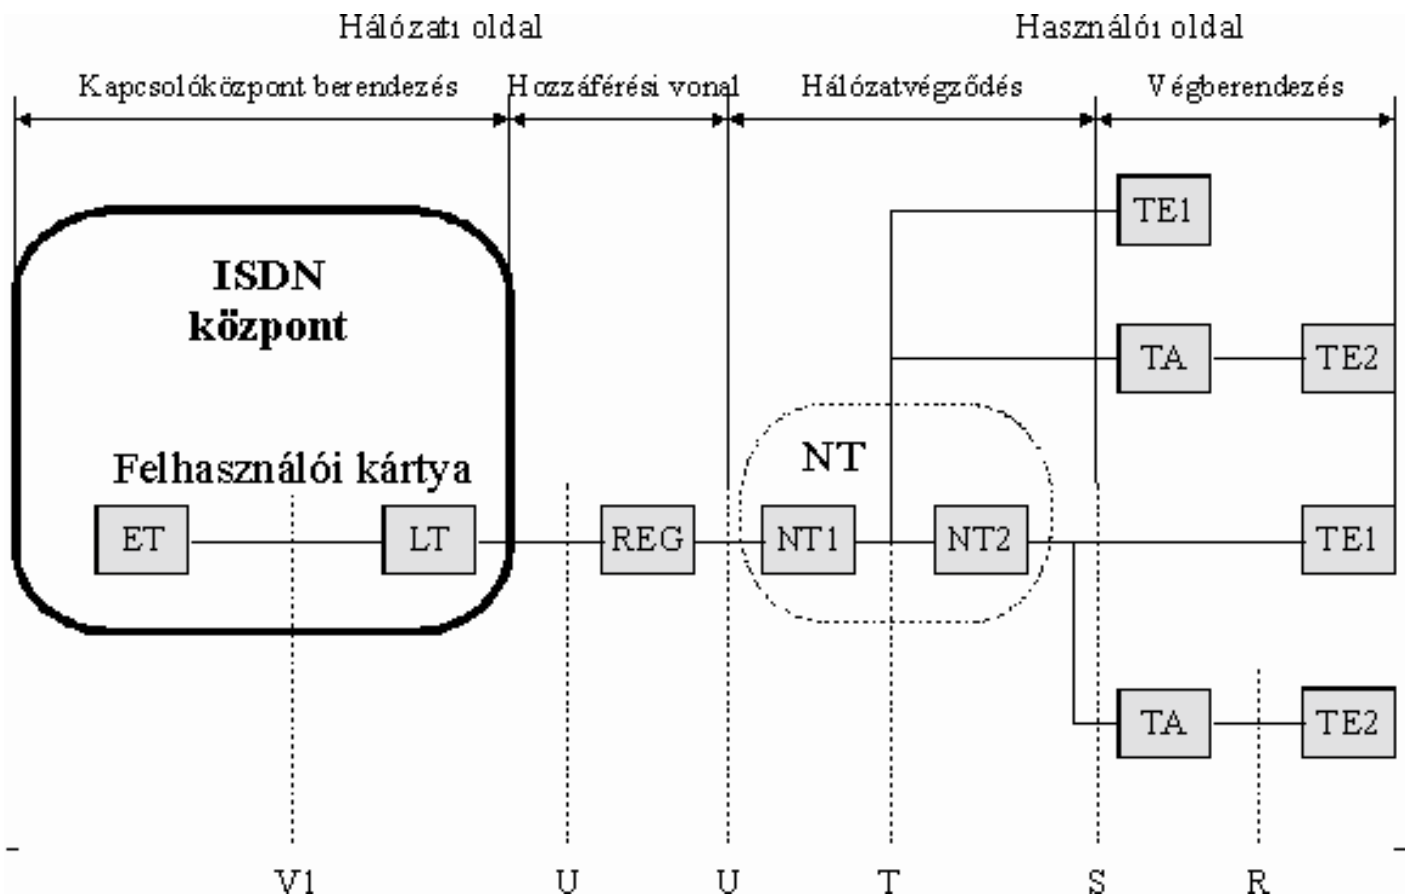 Hálózati oldal Használói oldal
Kapcsolóközpont berendezés Hozzáférési vonal Hálózatvégződés Végberendezés
TE1
ISDN
központ
TA TE2
NT
Felhasználói kártya
ET LT REG NT1 NT2 TE1
TA TE2
V1 U U T S R